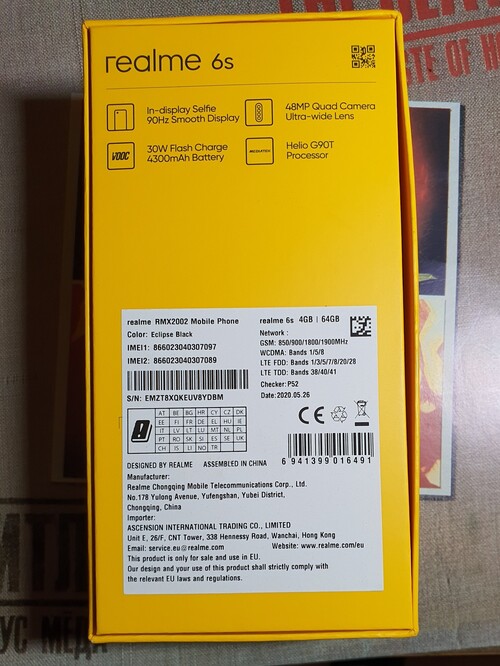 realme 6s
In-display Selfie
90Hz Smooth Display
48MP Quad Camera
Ultra-wide Lens
VOOC
30W Flash Charge
4300mAh Battery
MEDIATEK
Helio G90T
Processor
realme RMX2002 Mobile Phone
Color: Eclipse Black
IMEI1: 866023040307097
IMEI2: 866023040307089
S/N: EMZT8XQKEUV8YDBM
realme 6s 4GB | 64GB
Network :
GSM: 850/900/1800/1900MHz
WCDMA: Bands 1/5/8
LTE FDD: Bands 1/3/5/7/8/20/28
LTE TDD: Bands 38/40/41
Checker: P52
Date: 2020.05.26
AT BE BG HR CY CZ DK
EE FI FR DE EL HU IE
IT LV LT LU MT NL PL
PT RO SK SI ES SE UK
CH IS LI NO TR
CE
6 941399 016491
DESIGNED BY REALME ASSEMBLED IN CHINA
Manufacturer:
Realme Chongqing Mobile Telecommunications Corp., Ltd.
No.178 Yulong Avenue, Yufengshan, Yubei District,
Chongqing, China
Importer:
ASCENSION INTERNATIONAL TRADING CO., LIMITED
Unit E, 26/F, CNT Tower, 338 Hennessy Road, Wanchai, Hong Kong
Email: service.eu@realme.com Website: www.realme.com/eu
This product is only for sale and use in EU.
Our design and your use of this product shall strictly comply with
the relevant EU laws and regulations.